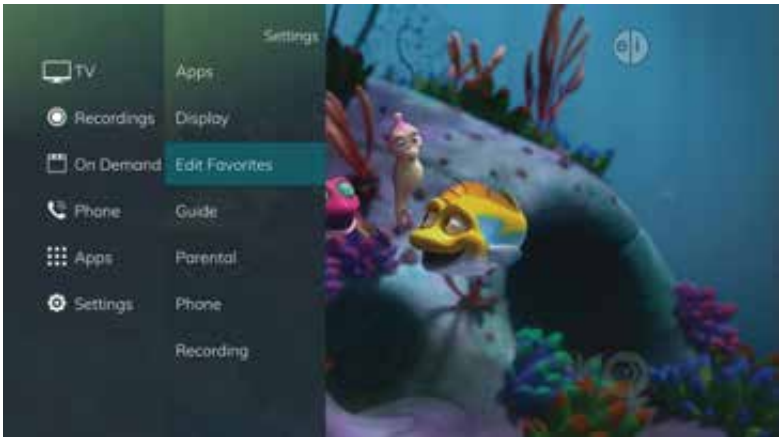 Settings
TV
Recordings
On Demand
Phone
Apps
Settings
Apps
Display
Edit Favorites
Guide
Parental
Phone
Recording
e i